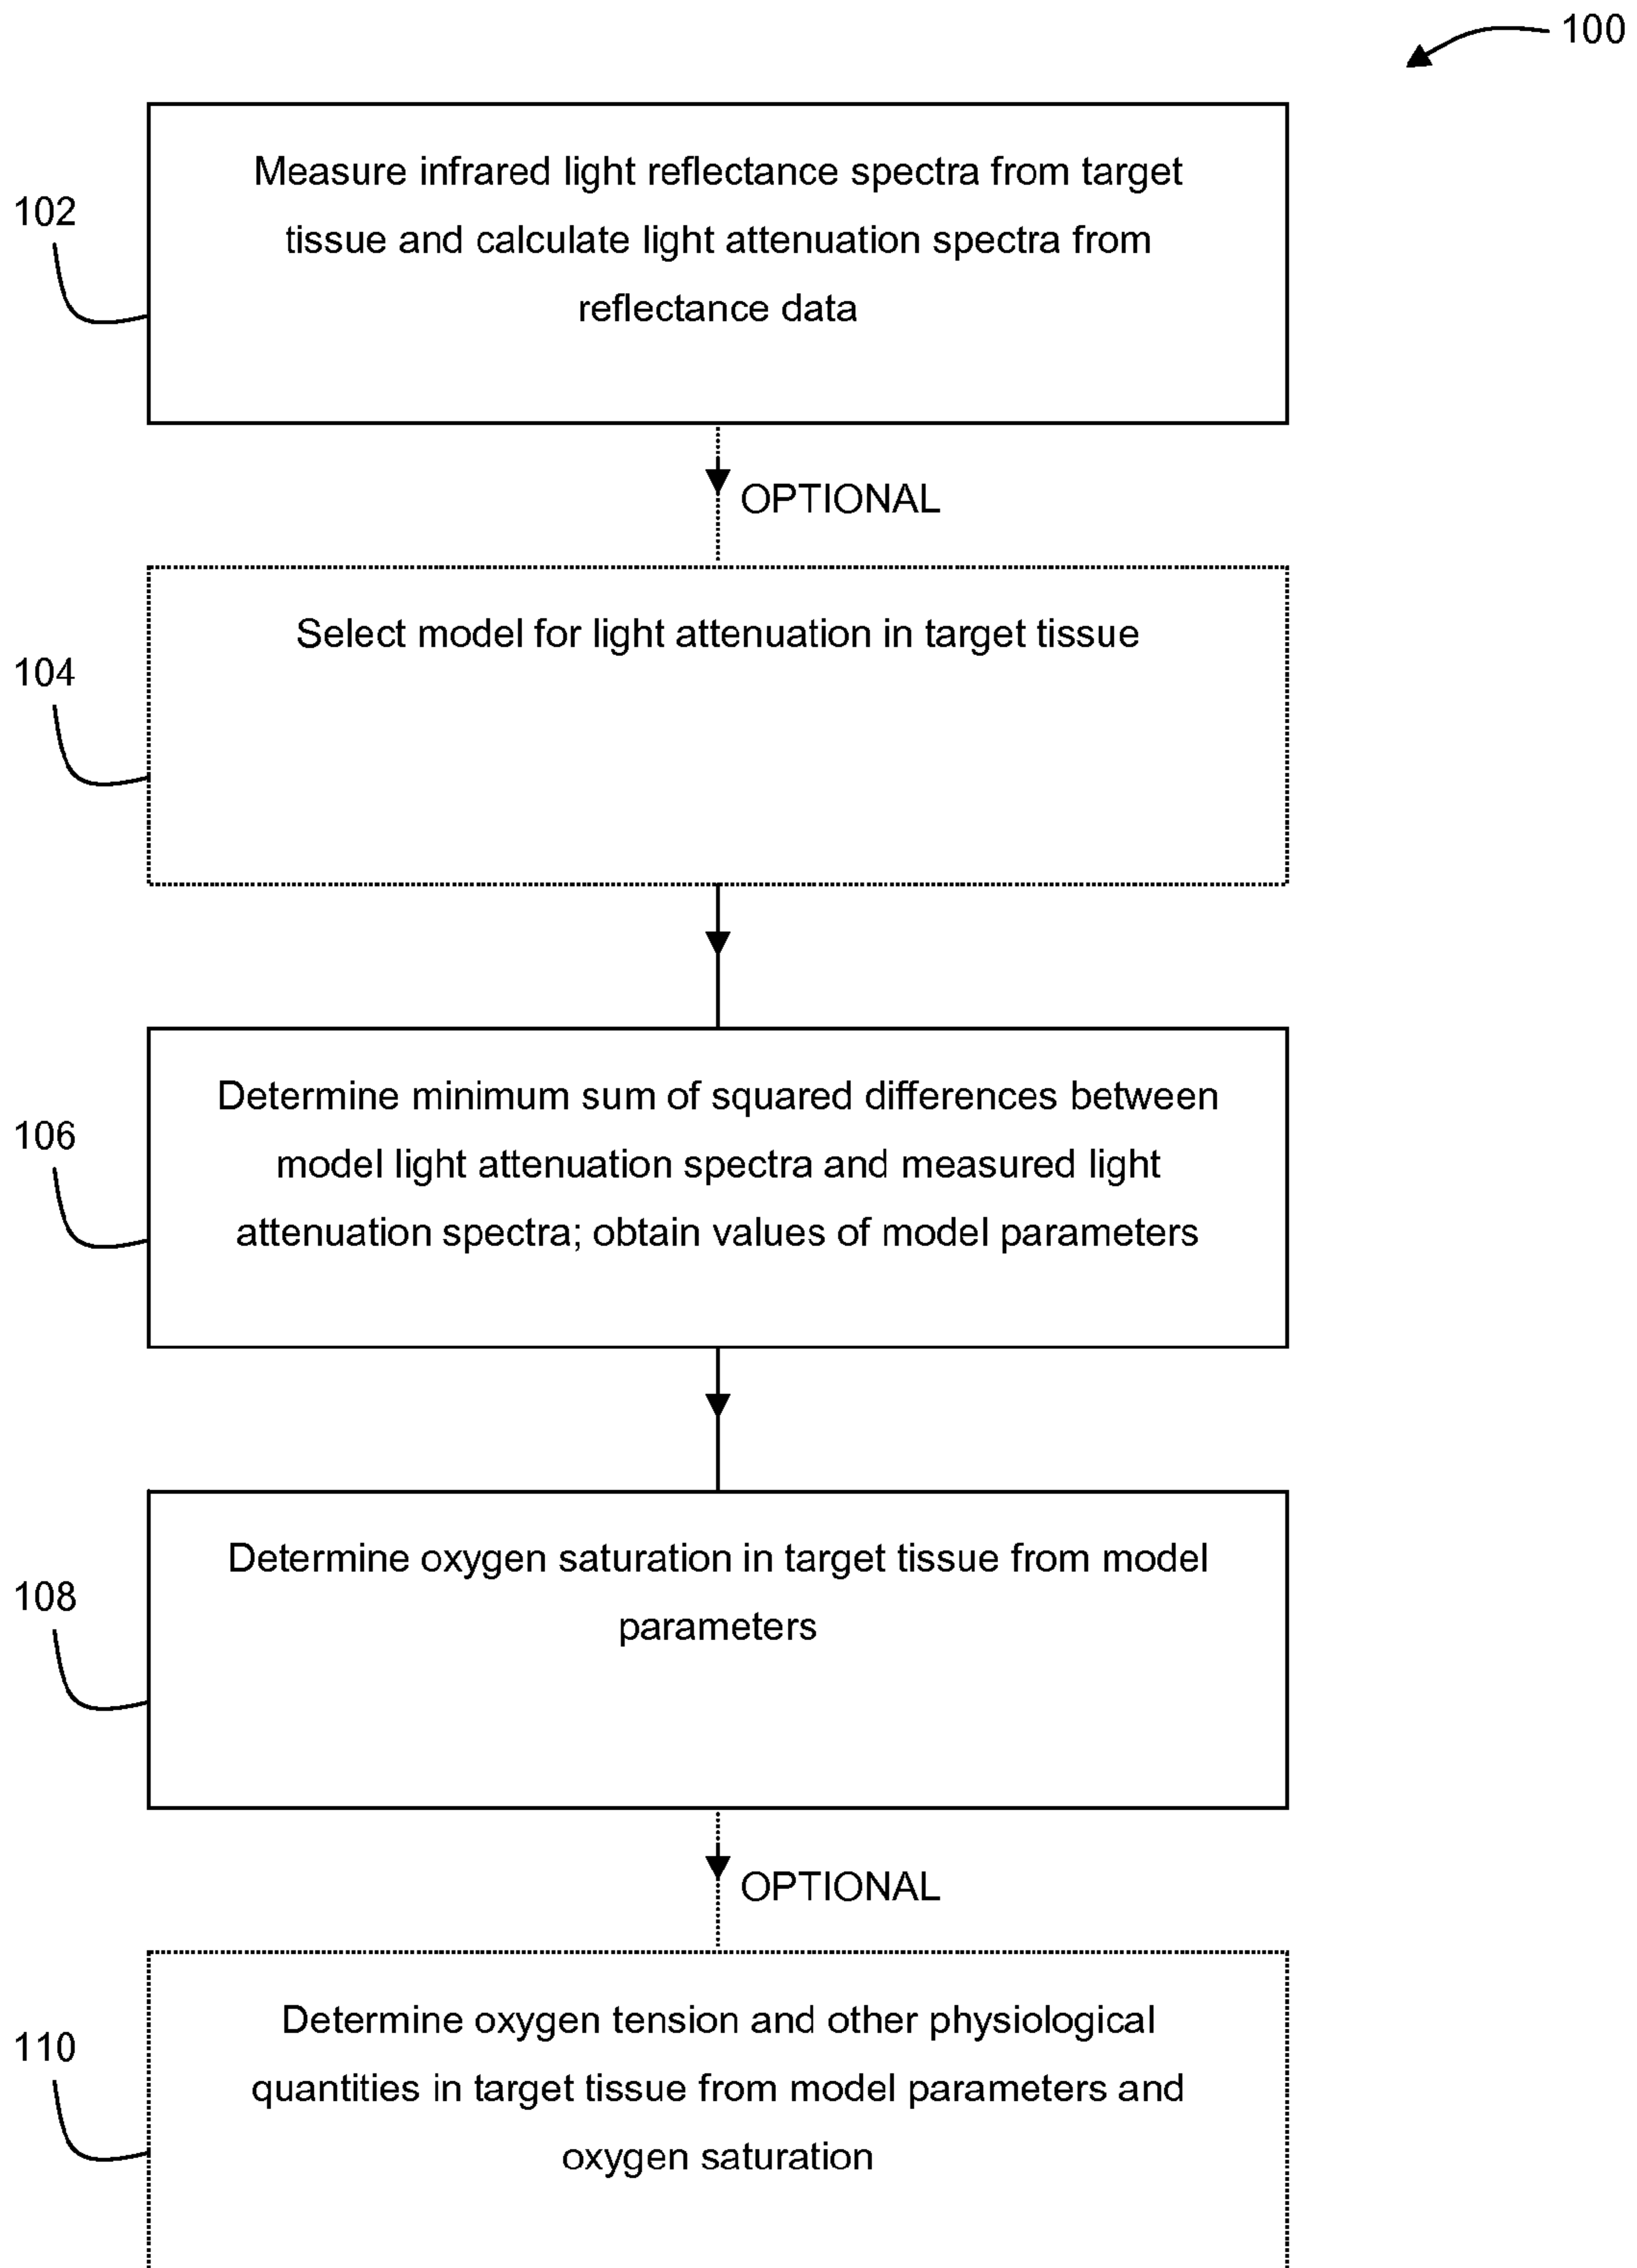 100
102
Measure infrared light reflectance spectra from target
tissue and calculate light attenuation spectra from
reflectance data
OPTIONAL
104
Select model for light attenuation in target tissue
106
Determine minimum sum of squared differences between
model light attenuation spectra and measured light
attenuation spectra; obtain values of model parameters
108
Determine oxygen saturation in target tissue from model
parameters
OPTIONAL
110
Determine oxygen tension and other physiological
quantities in target tissue from model parameters and
oxygen saturation